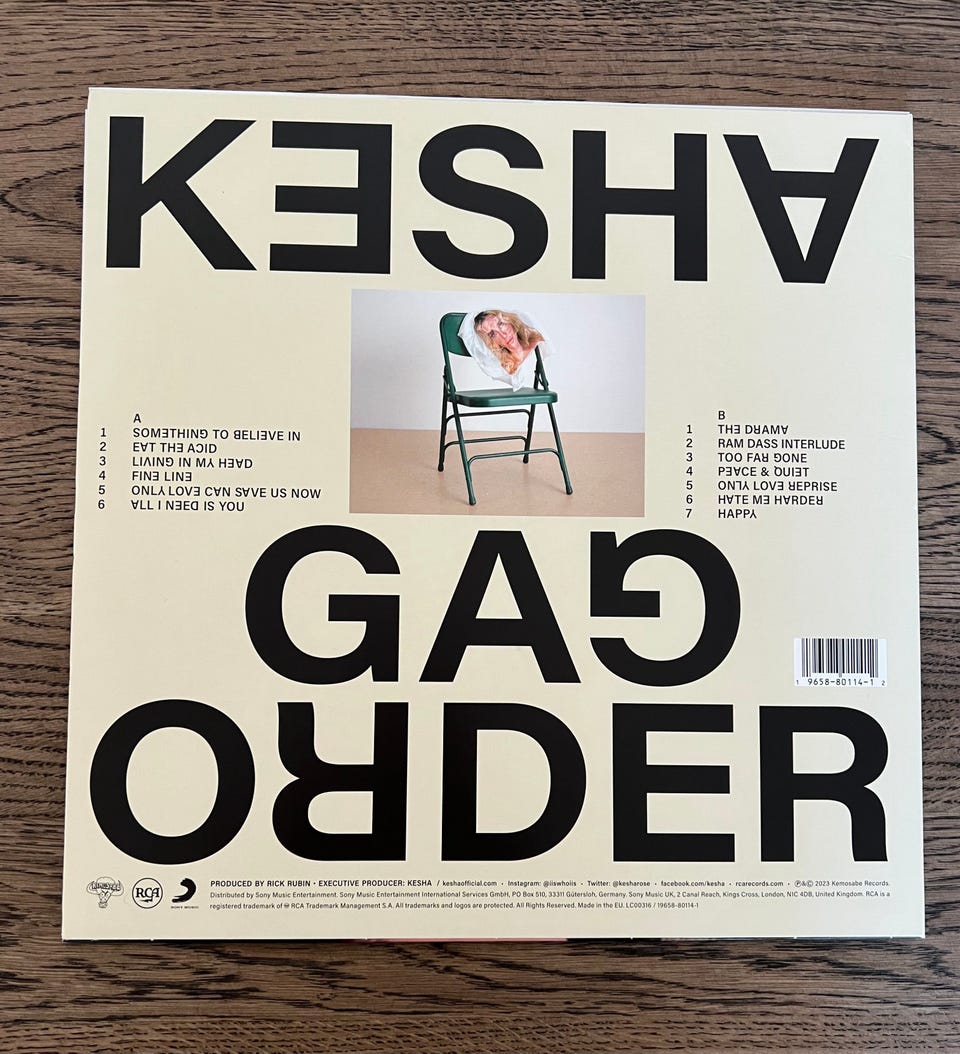 KESHA
A
1 SOMETHING TO BELIEVE IN
2 EAT THE ACID
3 LIVING IN MY HEAD
4 FINE LINE
5 ONLY LOVE CAN SAVE US NOW
6 ALL I NEED IS YOU
B
1 THE DRAMA
2 RAM DASS INTERLUDE
3 TOO FAR GONE
4 PEACE & QUIET
5 ONLY LOVE REPRISE
6 HATE ME HARDER
7 HAPPY
GAG
ORDER
1 9658-80114-1 2
RCA
SONY MUSIC
PRODUCED BY RICK RUBIN • EXECUTIVE PRODUCER: KESHA / keshaofficial.com • Instagram: @iiswhoiis • Twitter: @kesharose • facebook.com/kesha • rcarecords.com • ℗&© 2023 Kemosabe Records.
Distributed by Sony Music Entertainment. Sony Music Entertainment International Services GmbH, PO Box 510, 33311 Gütersloh, Germany. Sony Music UK, 2 Canal Reach, Kings Cross, London, N1C 4DB, United Kingdom. RCA is a
registered trademark of RCA Trademark Management S.A. All trademarks and logos are protected. All Rights Reserved. Made in the EU. LC00316 / 19658-80114-1